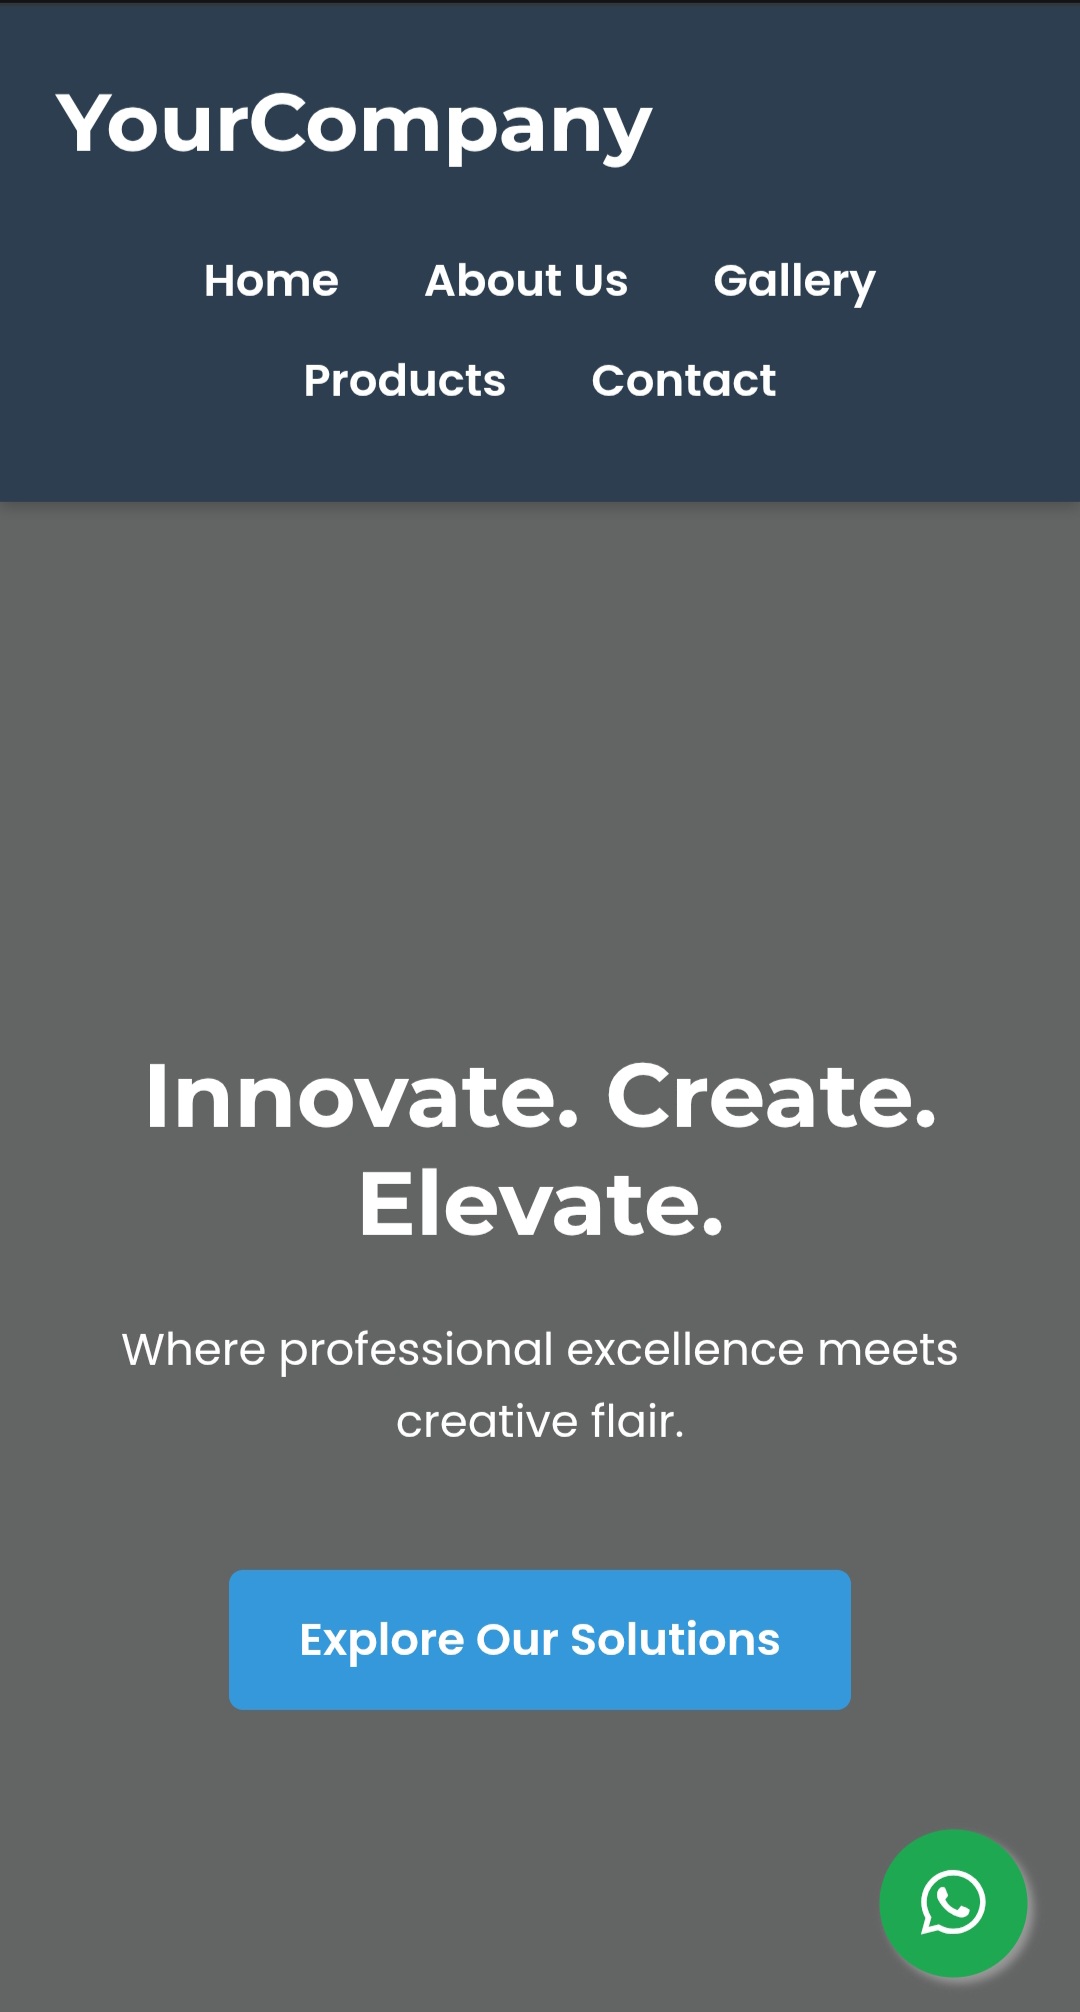 YourCompany
Home About Us Gallery
Products Contact
Innovate. Create.
Elevate.
Where professional excellence meets
creative flair.
Explore Our Solutions